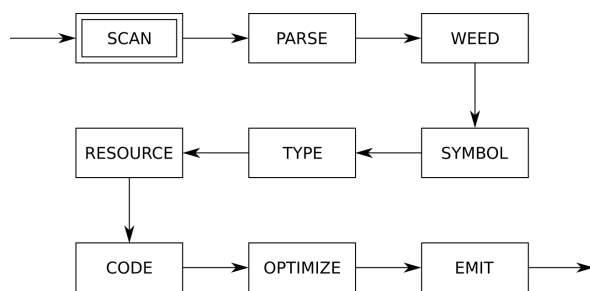 SCAN
PARSE
WEED
SYMBOL
TYPE
RESOURCE
CODE
OPTIMIZE
EMIT